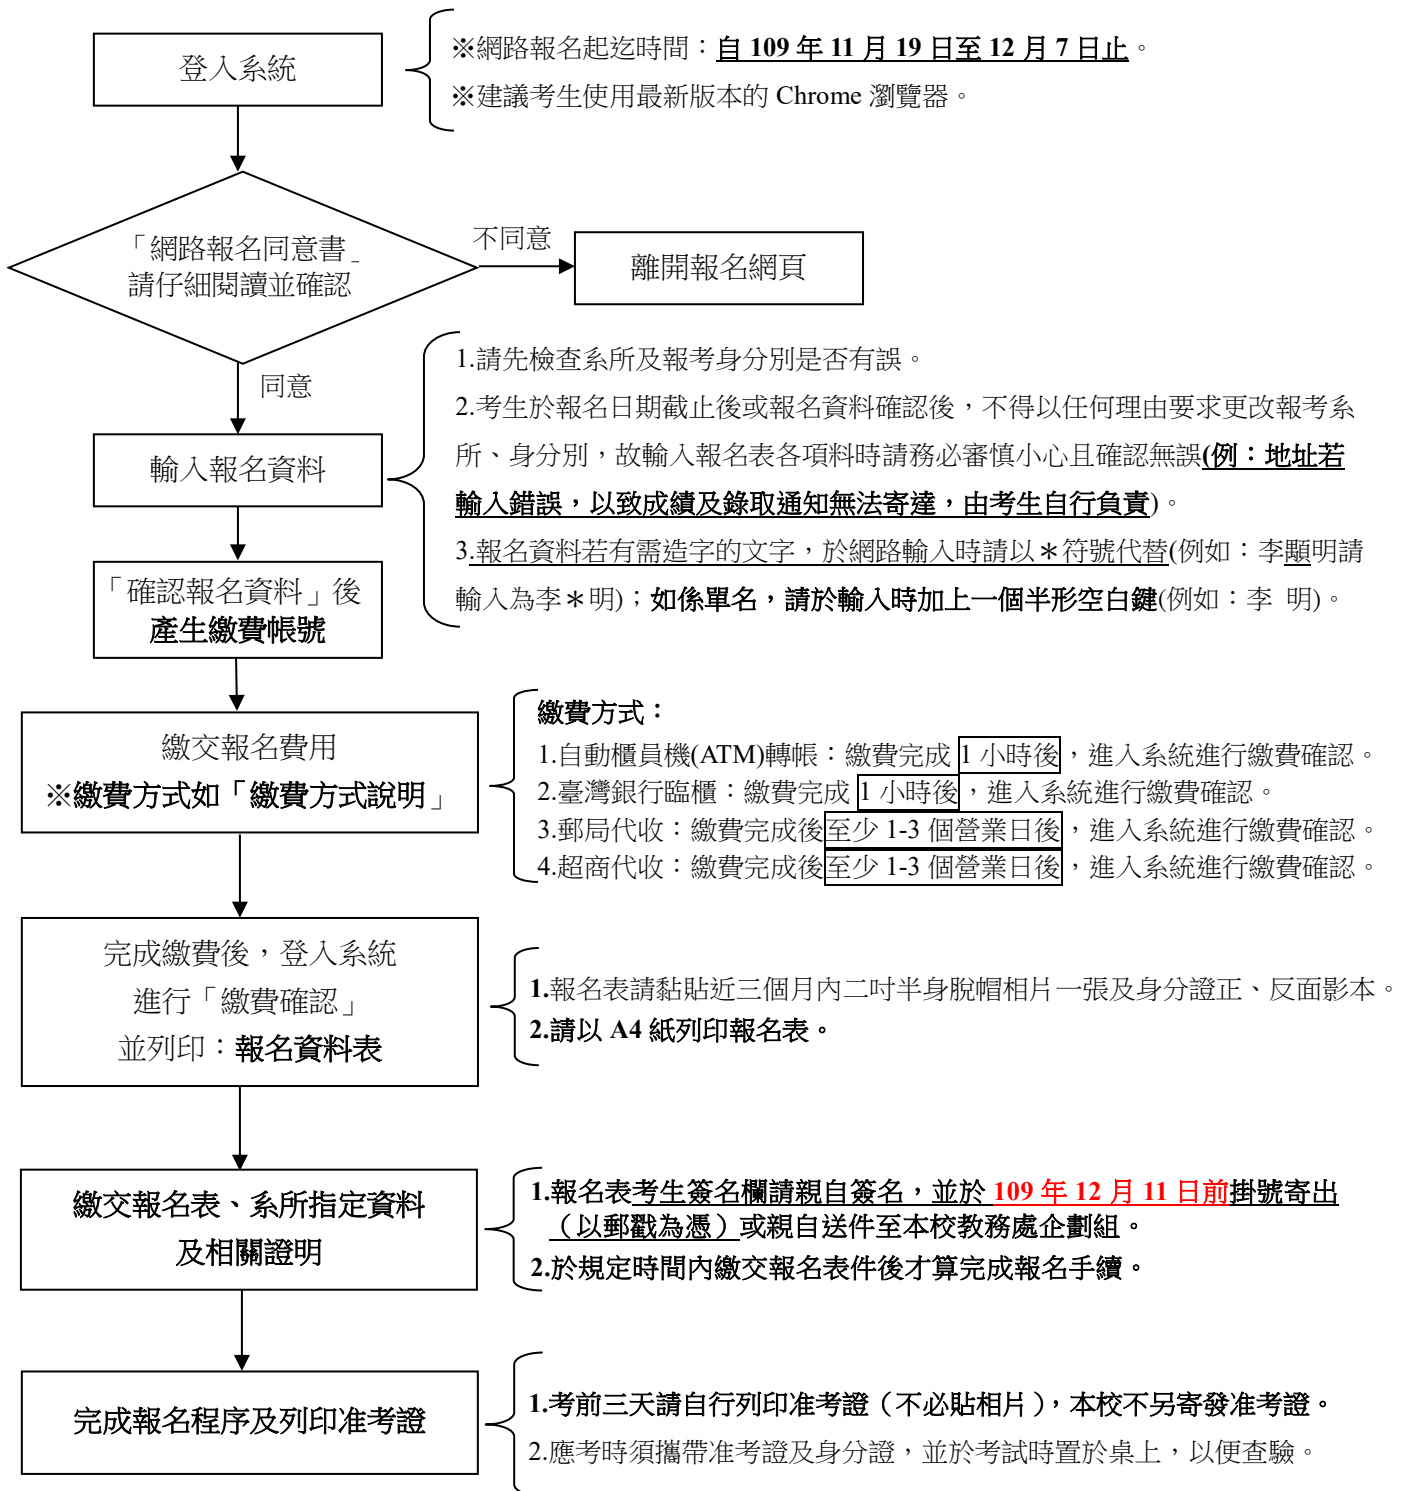 登入系統
※網路報名起迄時間：自 109 年 11 月 19 日至 12 月 7 日止。
※建議考生使用最新版本的 Chrome 瀏覽器。
「網路報名同意書」
請仔細閱讀並確認
不同意
離開報名網頁
同意
輸入報名資料
1.請先檢查系所及報考身分別是否有誤。
2.考生於報名日期截止後或報名資料確認後，不得以任何理由要求更改報考系
所、身分別，故輸入報名表各項料時請務必審慎小心且確認無誤(例：地址若
輸入錯誤，以致成績及錄取通知無法寄達，由考生自行負責)。
3.報名資料若有需造字的文字，於網路輸入時請以＊符號代替(例如：李顯明請
輸入為李＊明)；如係單名，請於輸入時加上一個半形空白鍵(例如：李 明)。
「確認報名資料」後
產生繳費帳號
繳交報名費用
※繳費方式如「繳費方式說明」
繳費方式：
1.自動櫃員機(ATM)轉帳：繳費完成 1 小時後，進入系統進行繳費確認。
2.臺灣銀行臨櫃：繳費完成 1 小時後，進入系統進行繳費確認。
3.郵局代收：繳費完成後至少 1-3 個營業日後，進入系統進行繳費確認。
4.超商代收：繳費完成後至少 1-3 個營業日後，進入系統進行繳費確認。
完成繳費後，登入系統
進行「繳費確認」
並列印：報名資料表
1.報名表請黏貼近三個月內二吋半身脫帽相片一張及身分證正、反面影本。
2.請以 A4 紙列印報名表。
繳交報名表、系所指定資料
及相關證明
1.報名表考生簽名欄請親自簽名，並於 109 年 12 月 11 日前掛號寄出
（以郵戳為憑）或親自送件至本校教務處企劃組。
2.於規定時間內繳交報名表件後才算完成報名手續。
完成報名程序及列印准考證
1.考前三天請自行列印准考證（不必貼相片），本校不另寄發准考證。
2.應考時須攜帶准考證及身分證，並於考試時置於桌上，以便查驗。